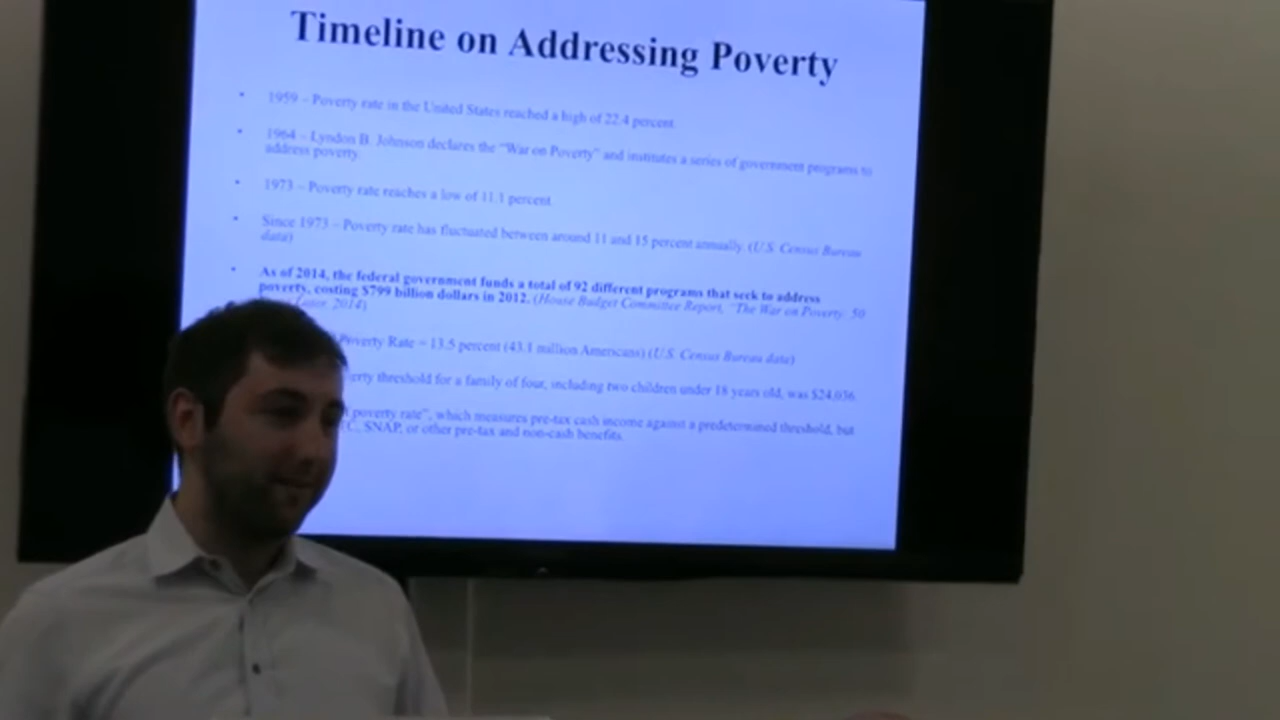 Timeline on Addressing Poverty
• 1959 – Poverty rate in the United States reached a high of 22.4 percent.
• 1964 – Lyndon B. Johnson declares the "War on Poverty" and institutes a series of government programs to
address poverty.
• 1973 – Poverty rate reaches a low of 11.1 percent.
• Since 1973 – Poverty rate has fluctuated between around 11 and 15 percent annually. (U.S. Census Bureau
data)
• As of 2014, the federal government funds a total of 92 different programs that seek to address
poverty, costing $799 billion dollars in 2012. (House Budget Committee Report, "The War on Poverty: 50
Later, 2014)
Poverty Rate = 13.5 percent (43.1 million Americans) (U.S. Census Bureau data)
threshold for a family of four, including two children under 18 years old, was $24,036
poverty rate", which measures pre-tax cash income against a predetermined threshold, but
SNAP, or other pre-tax and non-cash benefits.